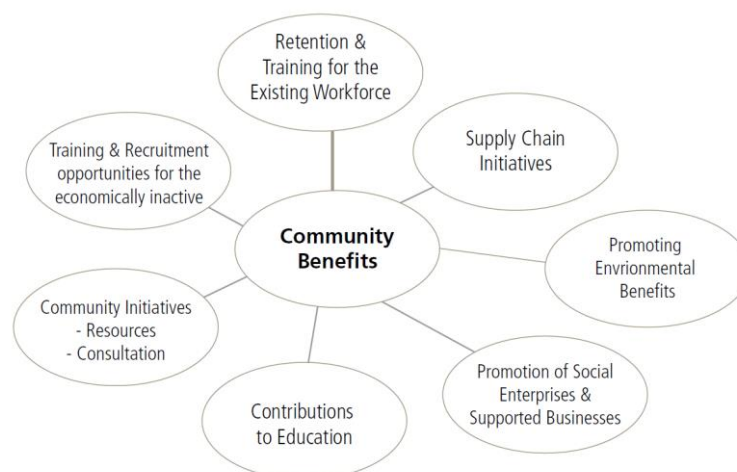 Retention &
Training for the
Existing Workforce
Training & Recruitment
opportunities for the
economically inactive
Supply Chain
Initiatives
Community
Benefits
Promoting
Envrionmental
Benefits
Community Initiatives
- Resources
- Consultation
Promotion of Social
Enterprises &
Supported Businesses
Contributions
to Education